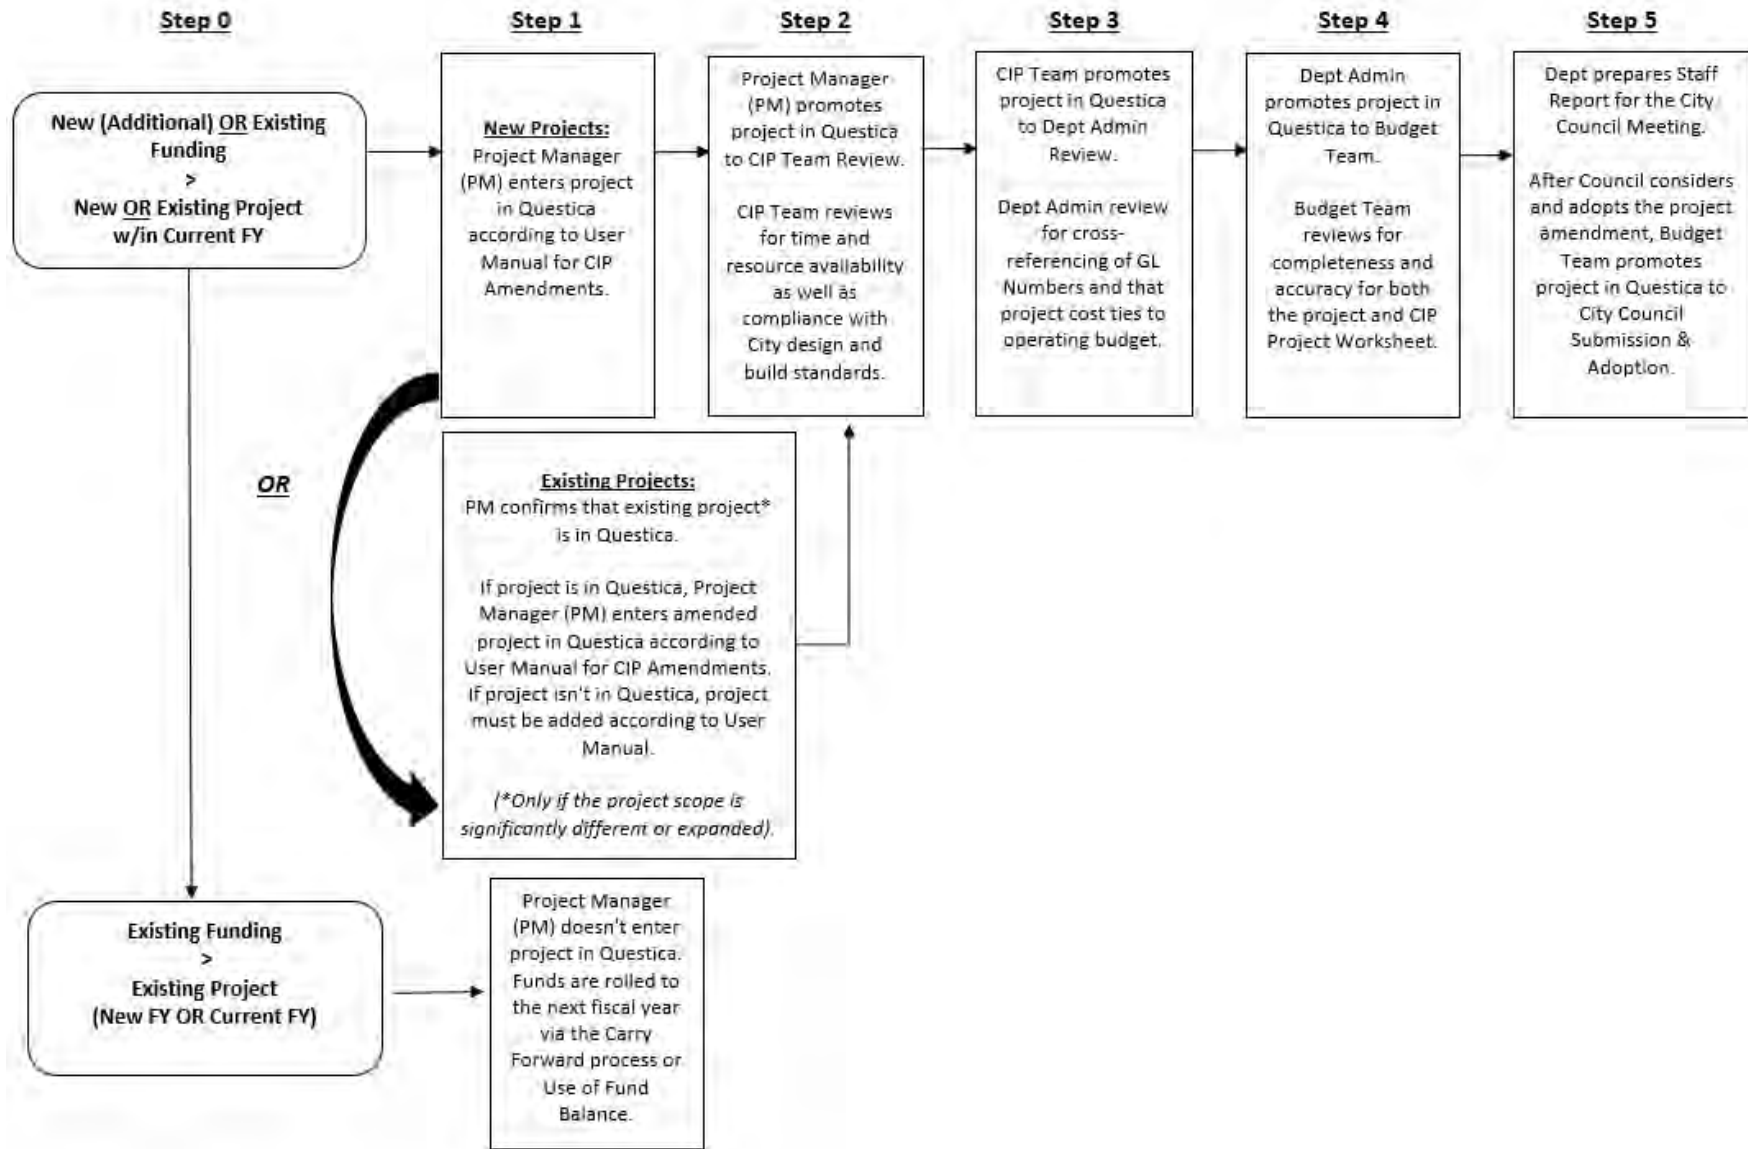 Step 0
Step 1
Step 2
Step 3
Step 4
Step 5
New (Additional) OR Existing
Funding
>
New OR Existing Project
w/in Current FY
New Projects:
Project Manager
(PM) enters project
in Questica
according to User
Manual for CIP
Amendments.
Project Manager
(PM) promotes
project in Questica
to CIP Team Review.
CIP Team reviews
for time and
resource availability
as well as
compliance with
City design and
build standards.
CIP Team promotes
project in Questica
to Dept Admin
Review.
Dept Admin review
for cross-
referencing of GL
Numbers and that
project cost ties to
operating budget.
Dept Admin
promotes project in
Questica to Budget
Team.
Budget Team
reviews for
completeness and
accuracy for both
the project and CIP
Project Worksheet.
Dept prepares Staff
Report for the City
Council Meeting.
After Council considers
and adopts the project
amendment, Budget
Team promotes
project in Questica to
City Council
Submission &
Adoption.
OR
Existing Projects:
PM confirms that existing project*
is in Questica.
If project is in Questica, Project
Manager (PM) enters amended
project in Questica according to
User Manual for CIP Amendments.
If project isn't in Questica, project
must be added according to User
Manual.
(*Only if the project scope is
significantly different or expanded).
Existing Funding
>
Existing Project
(New FY OR Current FY)
Project Manager
(PM) doesn't enter
project in Questica.
Funds are rolled to
the next fiscal year
via the Carry
Forward process or
Use of Fund
Balance.